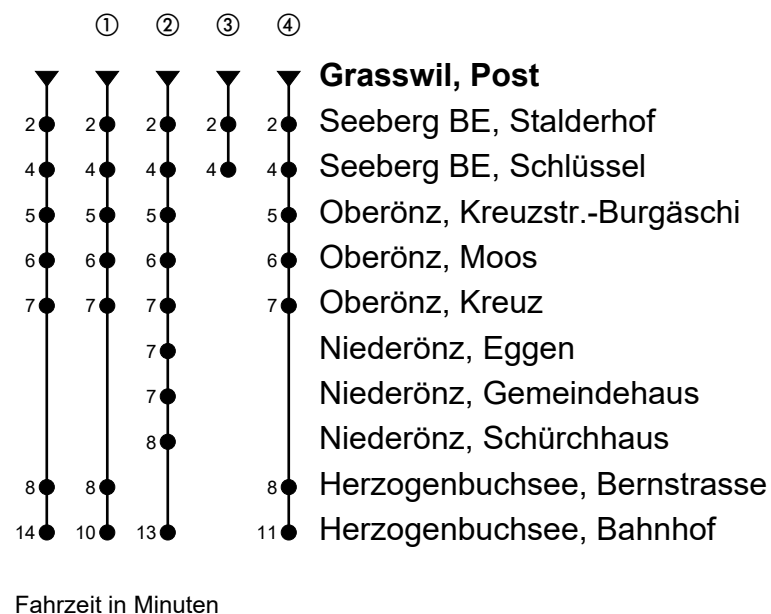 ① ② ③ ④
Grasswil, Post
2 2 2 2 2 Seeberg BE, Stalderhof
4 4 4 4 4 Seeberg BE, Schlüssel
5 5 5 5 Oberönz, Kreuzstr.-Burgäschi
6 6 6 6 Oberönz, Moos
7 7 7 7 Oberönz, Kreuz
7 Niederönz, Eggen
7 Niederönz, Gemeindehaus
8 Niederönz, Schürchhaus
8 8 8 Herzogenbuchsee, Bernstrasse
14 10 13 11 Herzogenbuchsee, Bahnhof
Fahrzeit in Minuten